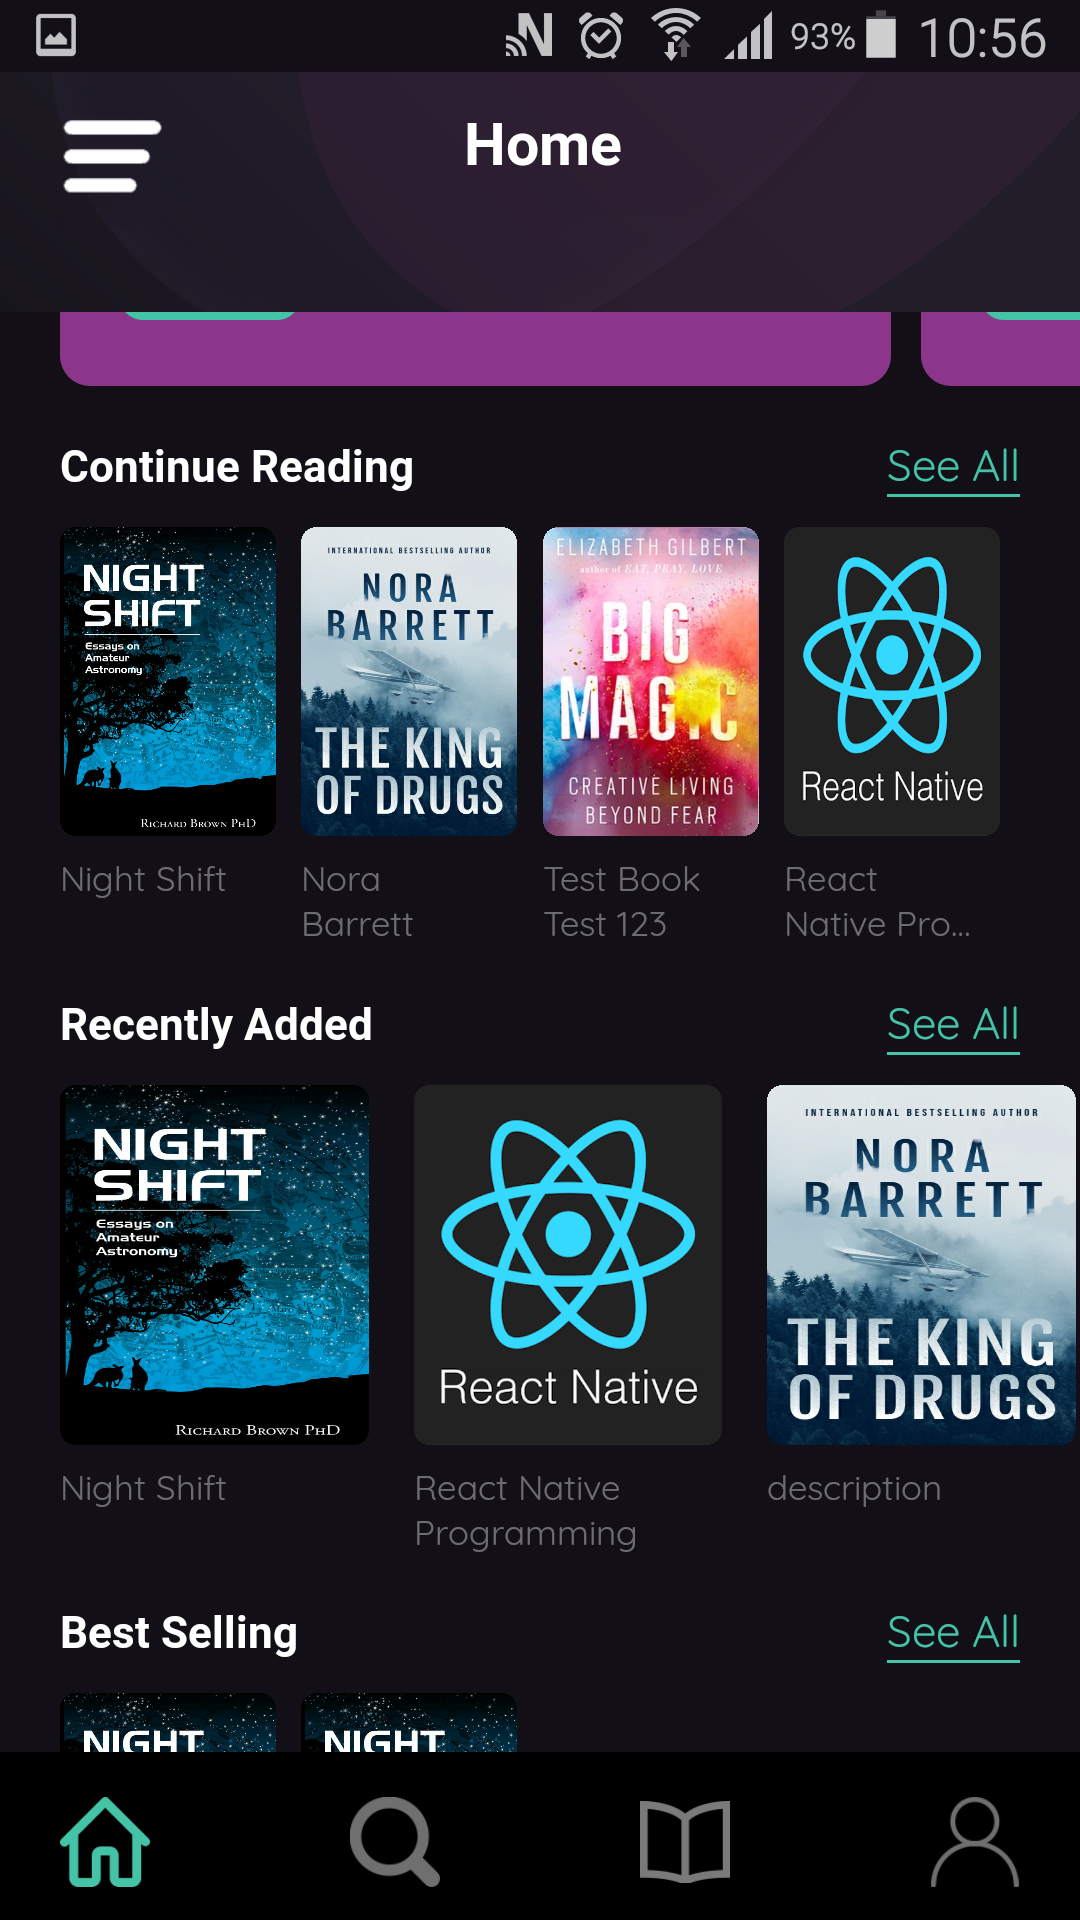 93% 10:56
Home
Continue Reading
See All
NIGHT
SHIFT
Essays on
Amateur
Astronomy
RICHARD BROWN PHD
INTERNATIONAL BESTSELLING AUTHOR
NORA
BARRETT
THE KING
OF DRUGS
ELIZABETH GILBERT
author of EAT, PRAY, LOVE
BIG
MAGIC
CREATIVE LIVING
BEYOND FEAR
React Native
Night Shift
Nora
Barrett
Test Book
Test 123
React
Native Pro...
Recently Added
See All
NIGHT
SHIFT
Essays on
Amateur
Astronomy
RICHARD BROWN PHD
React Native
INTERNATIONAL BESTSELLING AUTHOR
NORA
BARRETT
THE KING
OF DRUGS
Night Shift
React Native
Programming
description
Best Selling
See All
NIGHT
NIGHT